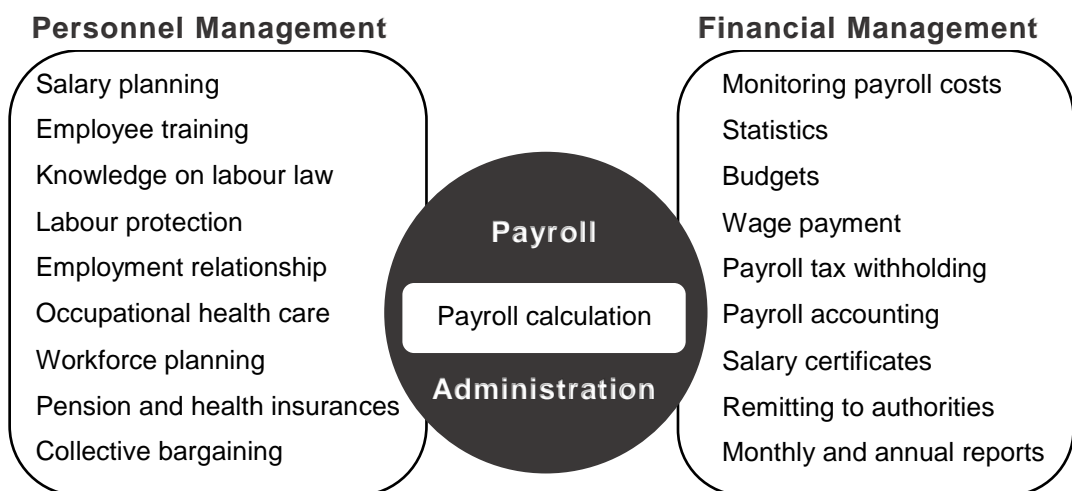 Personnel Management
Salary planning
Employee training
Knowledge on labour law
Labour protection
Employment relationship
Occupational health care
Workforce planning
Pension and health insurances
Collective bargaining
Payroll
Payroll calculation
Administration
Financial Management
Monitoring payroll costs
Statistics
Budgets
Wage payment
Payroll tax withholding
Payroll accounting
Salary certificates
Remitting to authorities
Monthly and annual reports